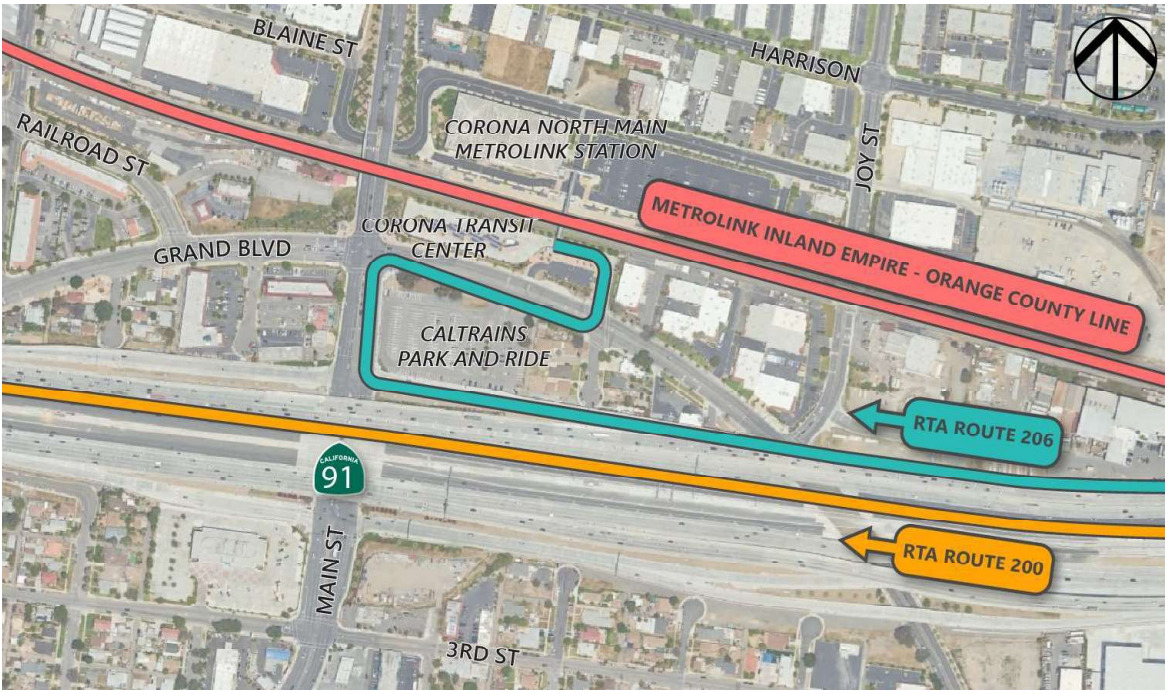 BLAINE ST
HARRISON
RAILROAD ST
CORONA NORTH MAIN
METROLINK STATION
JOY ST
METROLINK INLAND EMPIRE - ORANGE COUNTY LINE
CORONA TRANSIT
CENTER
GRAND BLVD
CALTRAINS
PARK AND RIDE
RTA ROUTE 206
CALIFORNIA
91
RTA ROUTE 200
MAIN ST
3RD ST